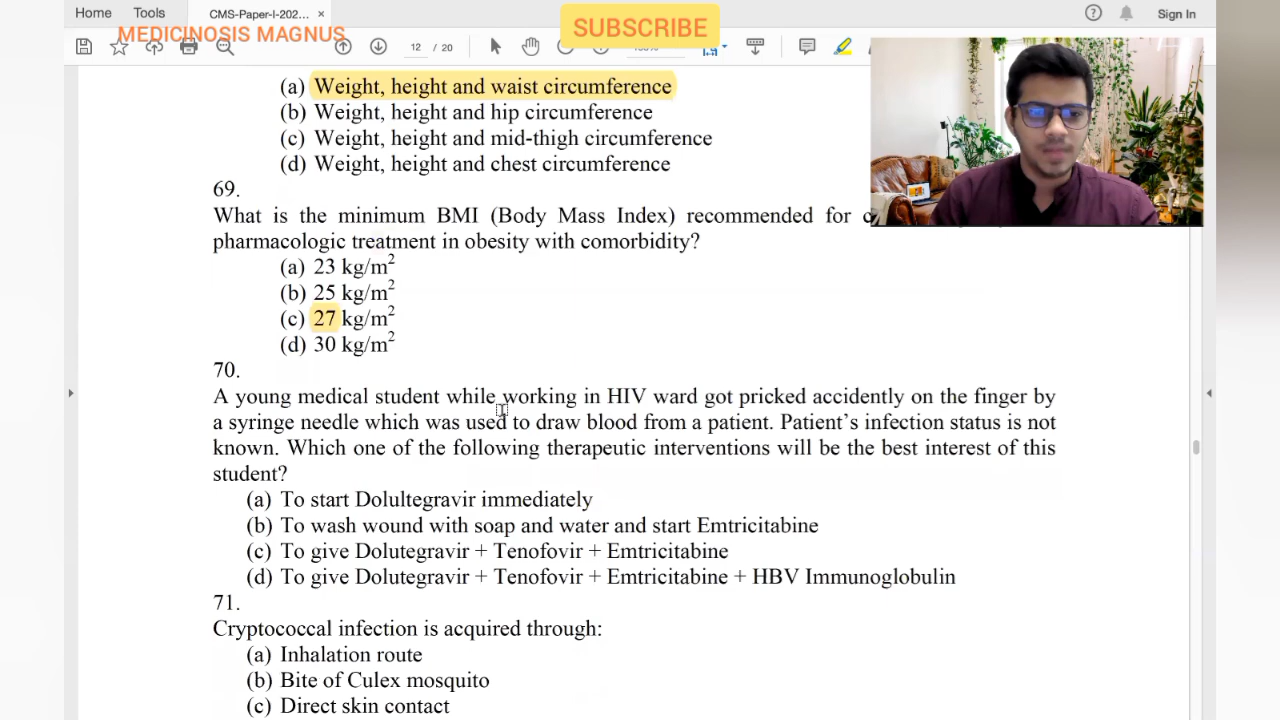 Home Tools CMS-Paper-I-202... × Sign In
MEDICINOSIS MAGNUS
SUBSCRIBE
12 / 20
(a) Weight, height and waist circumference
(b) Weight, height and hip circumference
(c) Weight, height and mid-thigh circumference
(d) Weight, height and chest circumference
69.
What is the minimum BMI (Body Mass Index) recommended for
pharmacologic treatment in obesity with comorbidity?
(a) 23 kg/m²
(b) 25 kg/m²
(c) 27 kg/m²
(d) 30 kg/m²
70.
A young medical student while working in HIV ward got pricked accidently on the finger by
a syringe needle which was used to draw blood from a patient. Patient’s infection status is not
known. Which one of the following therapeutic interventions will be the best interest of this
student?
(a) To start Dolultegravir immediately
(b) To wash wound with soap and water and start Emtricitabine
(c) To give Dolutegravir + Tenofovir + Emtricitabine
(d) To give Dolutegravir + Tenofovir + Emtricitabine + HBV Immunoglobulin
71.
Cryptococcal infection is acquired through:
(a) Inhalation route
(b) Bite of Culex mosquito
(c) Direct skin contact